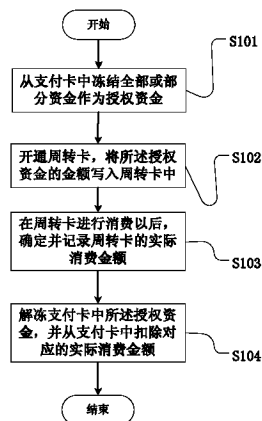 开始
S101
从支付卡中冻结全部或部
分资金作为授权资金
S102
开通周转卡，将所述授权
资金的金额写入周转卡中
在周转卡进行消费以后，
确定并记录周转卡的实际
消费金额
S103
解冻支付卡中所述授权资
金，并从支付卡中扣除对
应的实际消费金额
S104
结束